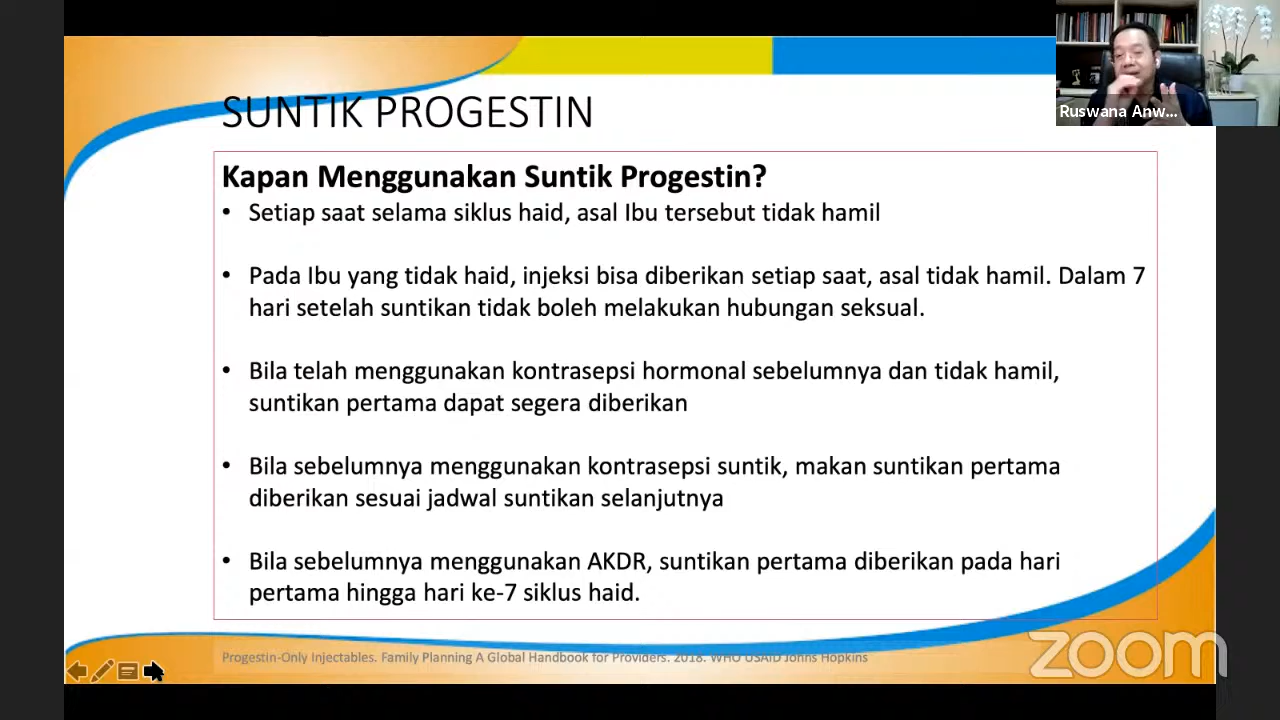 SUNTIK PROGESTIN
Ruswana Anw...
Kapan Menggunakan Suntik Progestin?
• Setiap saat selama siklus haid, asal Ibu tersebut tidak hamil
• Pada Ibu yang tidak haid, injeksi bisa diberikan setiap saat, asal tidak hamil. Dalam 7
hari setelah suntikan tidak boleh melakukan hubungan seksual.
• Bila telah menggunakan kontrasepsi hormonal sebelumnya dan tidak hamil,
suntikan pertama dapat segera diberikan
• Bila sebelumnya menggunakan kontrasepsi suntik, makan suntikan pertama
diberikan sesuai jadwal suntikan selanjutnya
• Bila sebelumnya menggunakan AKDR, suntikan pertama diberikan pada hari
pertama hingga hari ke-7 siklus haid.
Progestin-Only Injectables. Family Planning A Global Handbook for Providers. 2018. WHO USAID Johns Hopkins
zoom